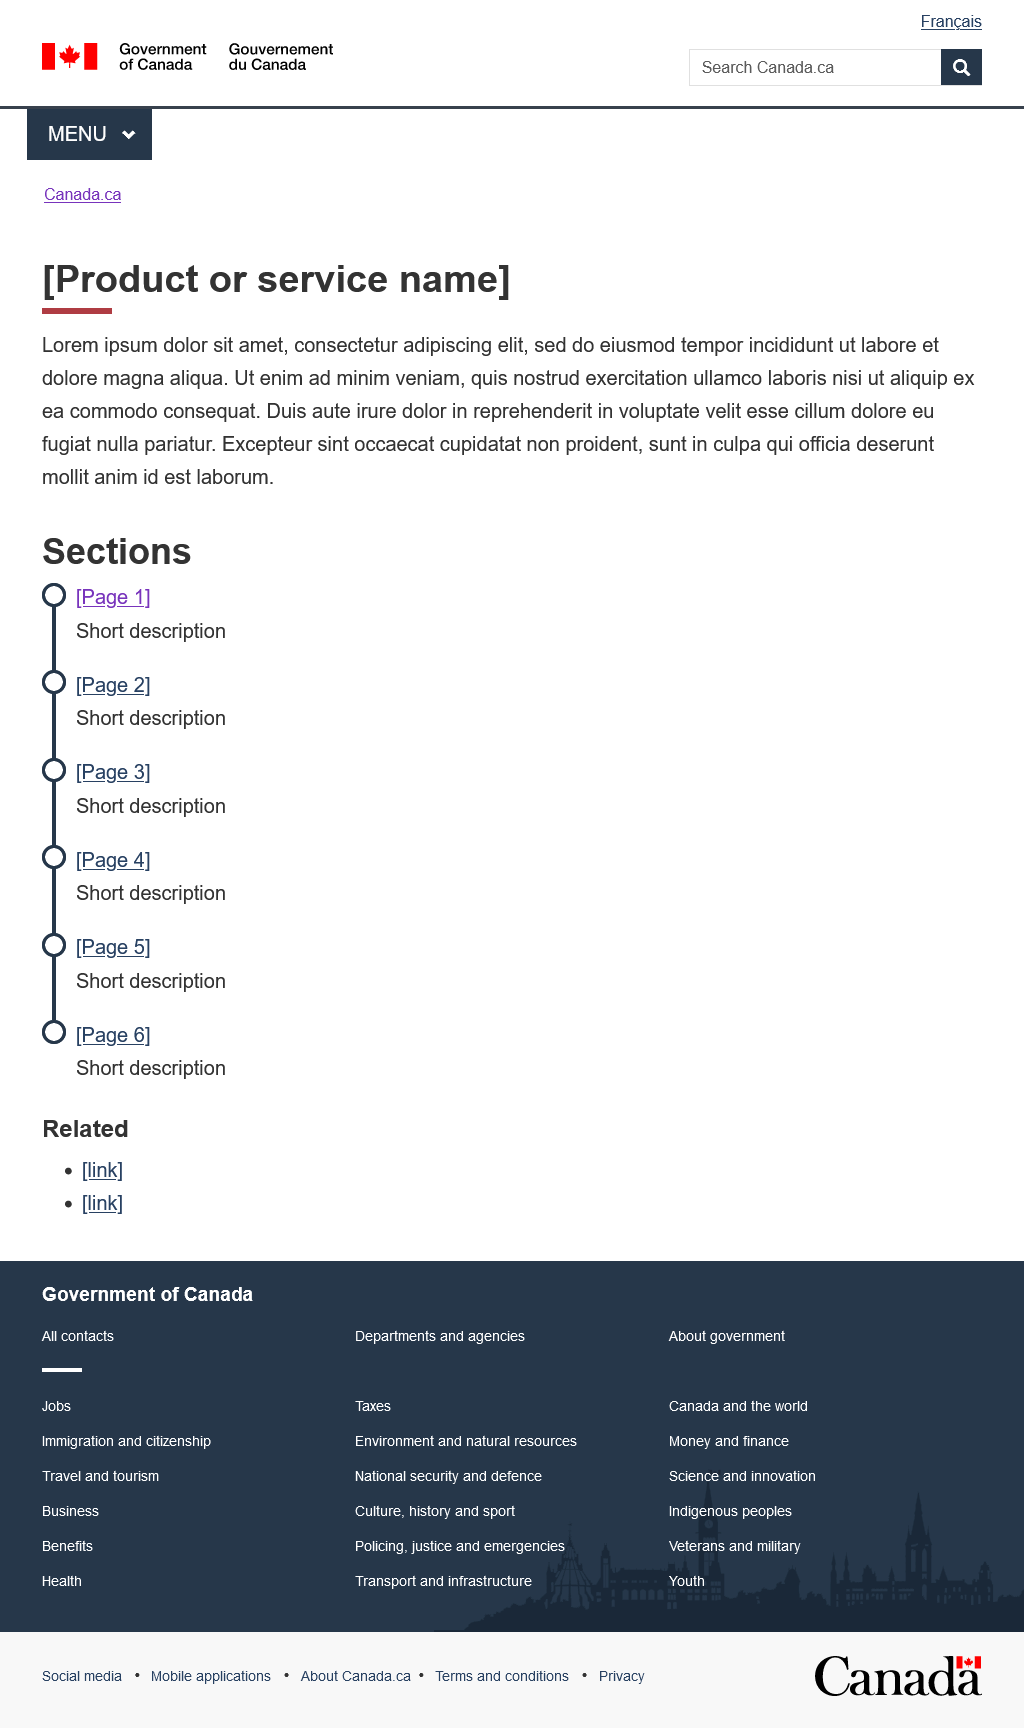 Français
Government of Canada
Gouvernement du Canada
Search Canada.ca
MENU
Canada.ca
[Product or service name]
Lorem ipsum dolor sit amet, consectetur adipiscing elit, sed do eiusmod tempor incididunt ut labore et
dolore magna aliqua. Ut enim ad minim veniam, quis nostrud exercitation ullamco laboris nisi ut aliquip ex
ea commodo consequat. Duis aute irure dolor in reprehenderit in voluptate velit esse cillum dolore eu
fugiat nulla pariatur. Excepteur sint occaecat cupidatat non proident, sunt in culpa qui officia deserunt
mollit anim id est laborum.
Sections
[Page 1]
Short description
[Page 2]
Short description
[Page 3]
Short description
[Page 4]
Short description
[Page 5]
Short description
[Page 6]
Short description
Related
• [link]
• [link]
Government of Canada
All contacts Departments and agencies About government
Jobs Taxes Canada and the world
Immigration and citizenship Environment and natural resources Money and finance
Travel and tourism National security and defence Science and innovation
Business Culture, history and sport Indigenous peoples
Benefits Policing, justice and emergencies Veterans and military
Health Transport and infrastructure Youth
Social media • Mobile applications • About Canada.ca • Terms and conditions • Privacy
Canada